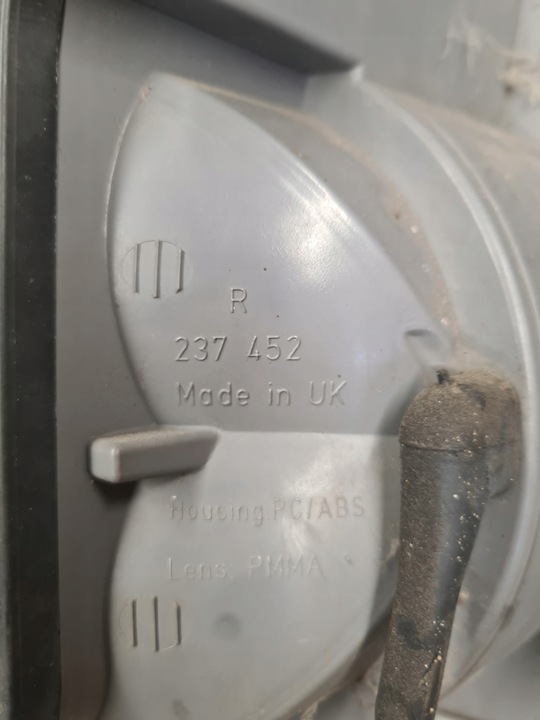 R
237 452
Made in UK
Housing PC/ABS
Lens: PMMA